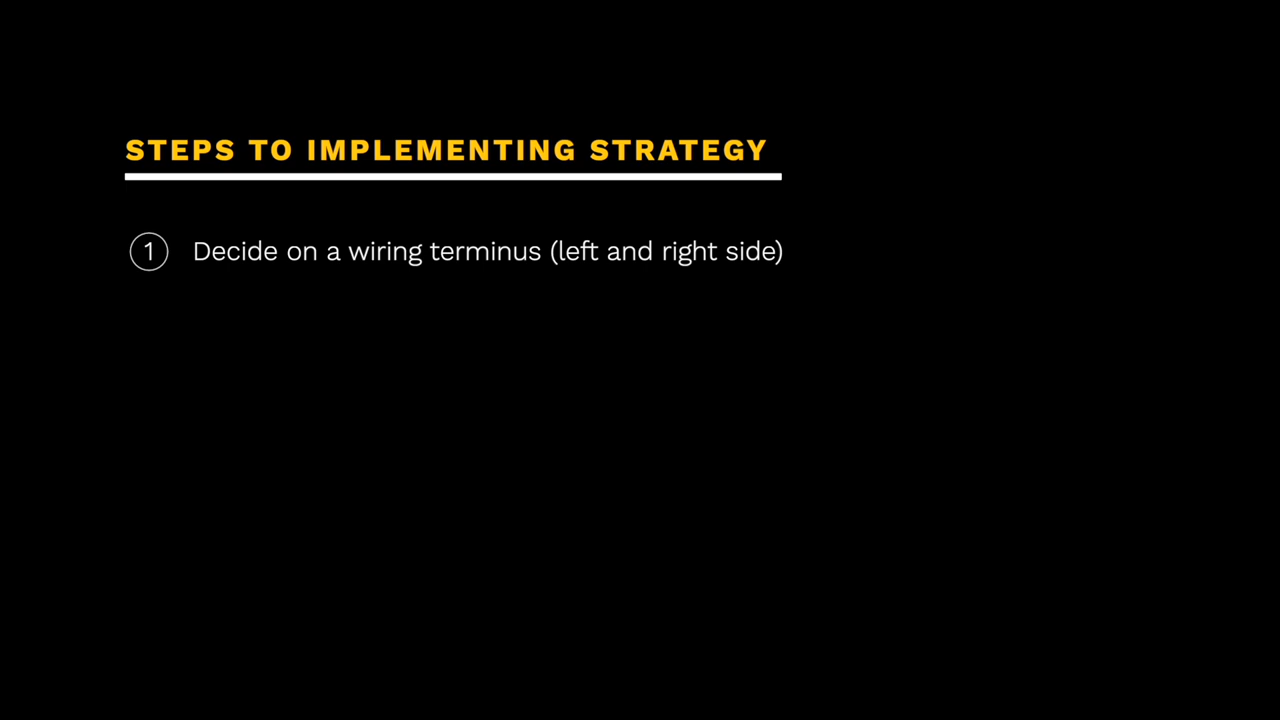 STEPS TO IMPLEMENTING STRATEGY
1 Decide on a wiring terminus (left and right side)